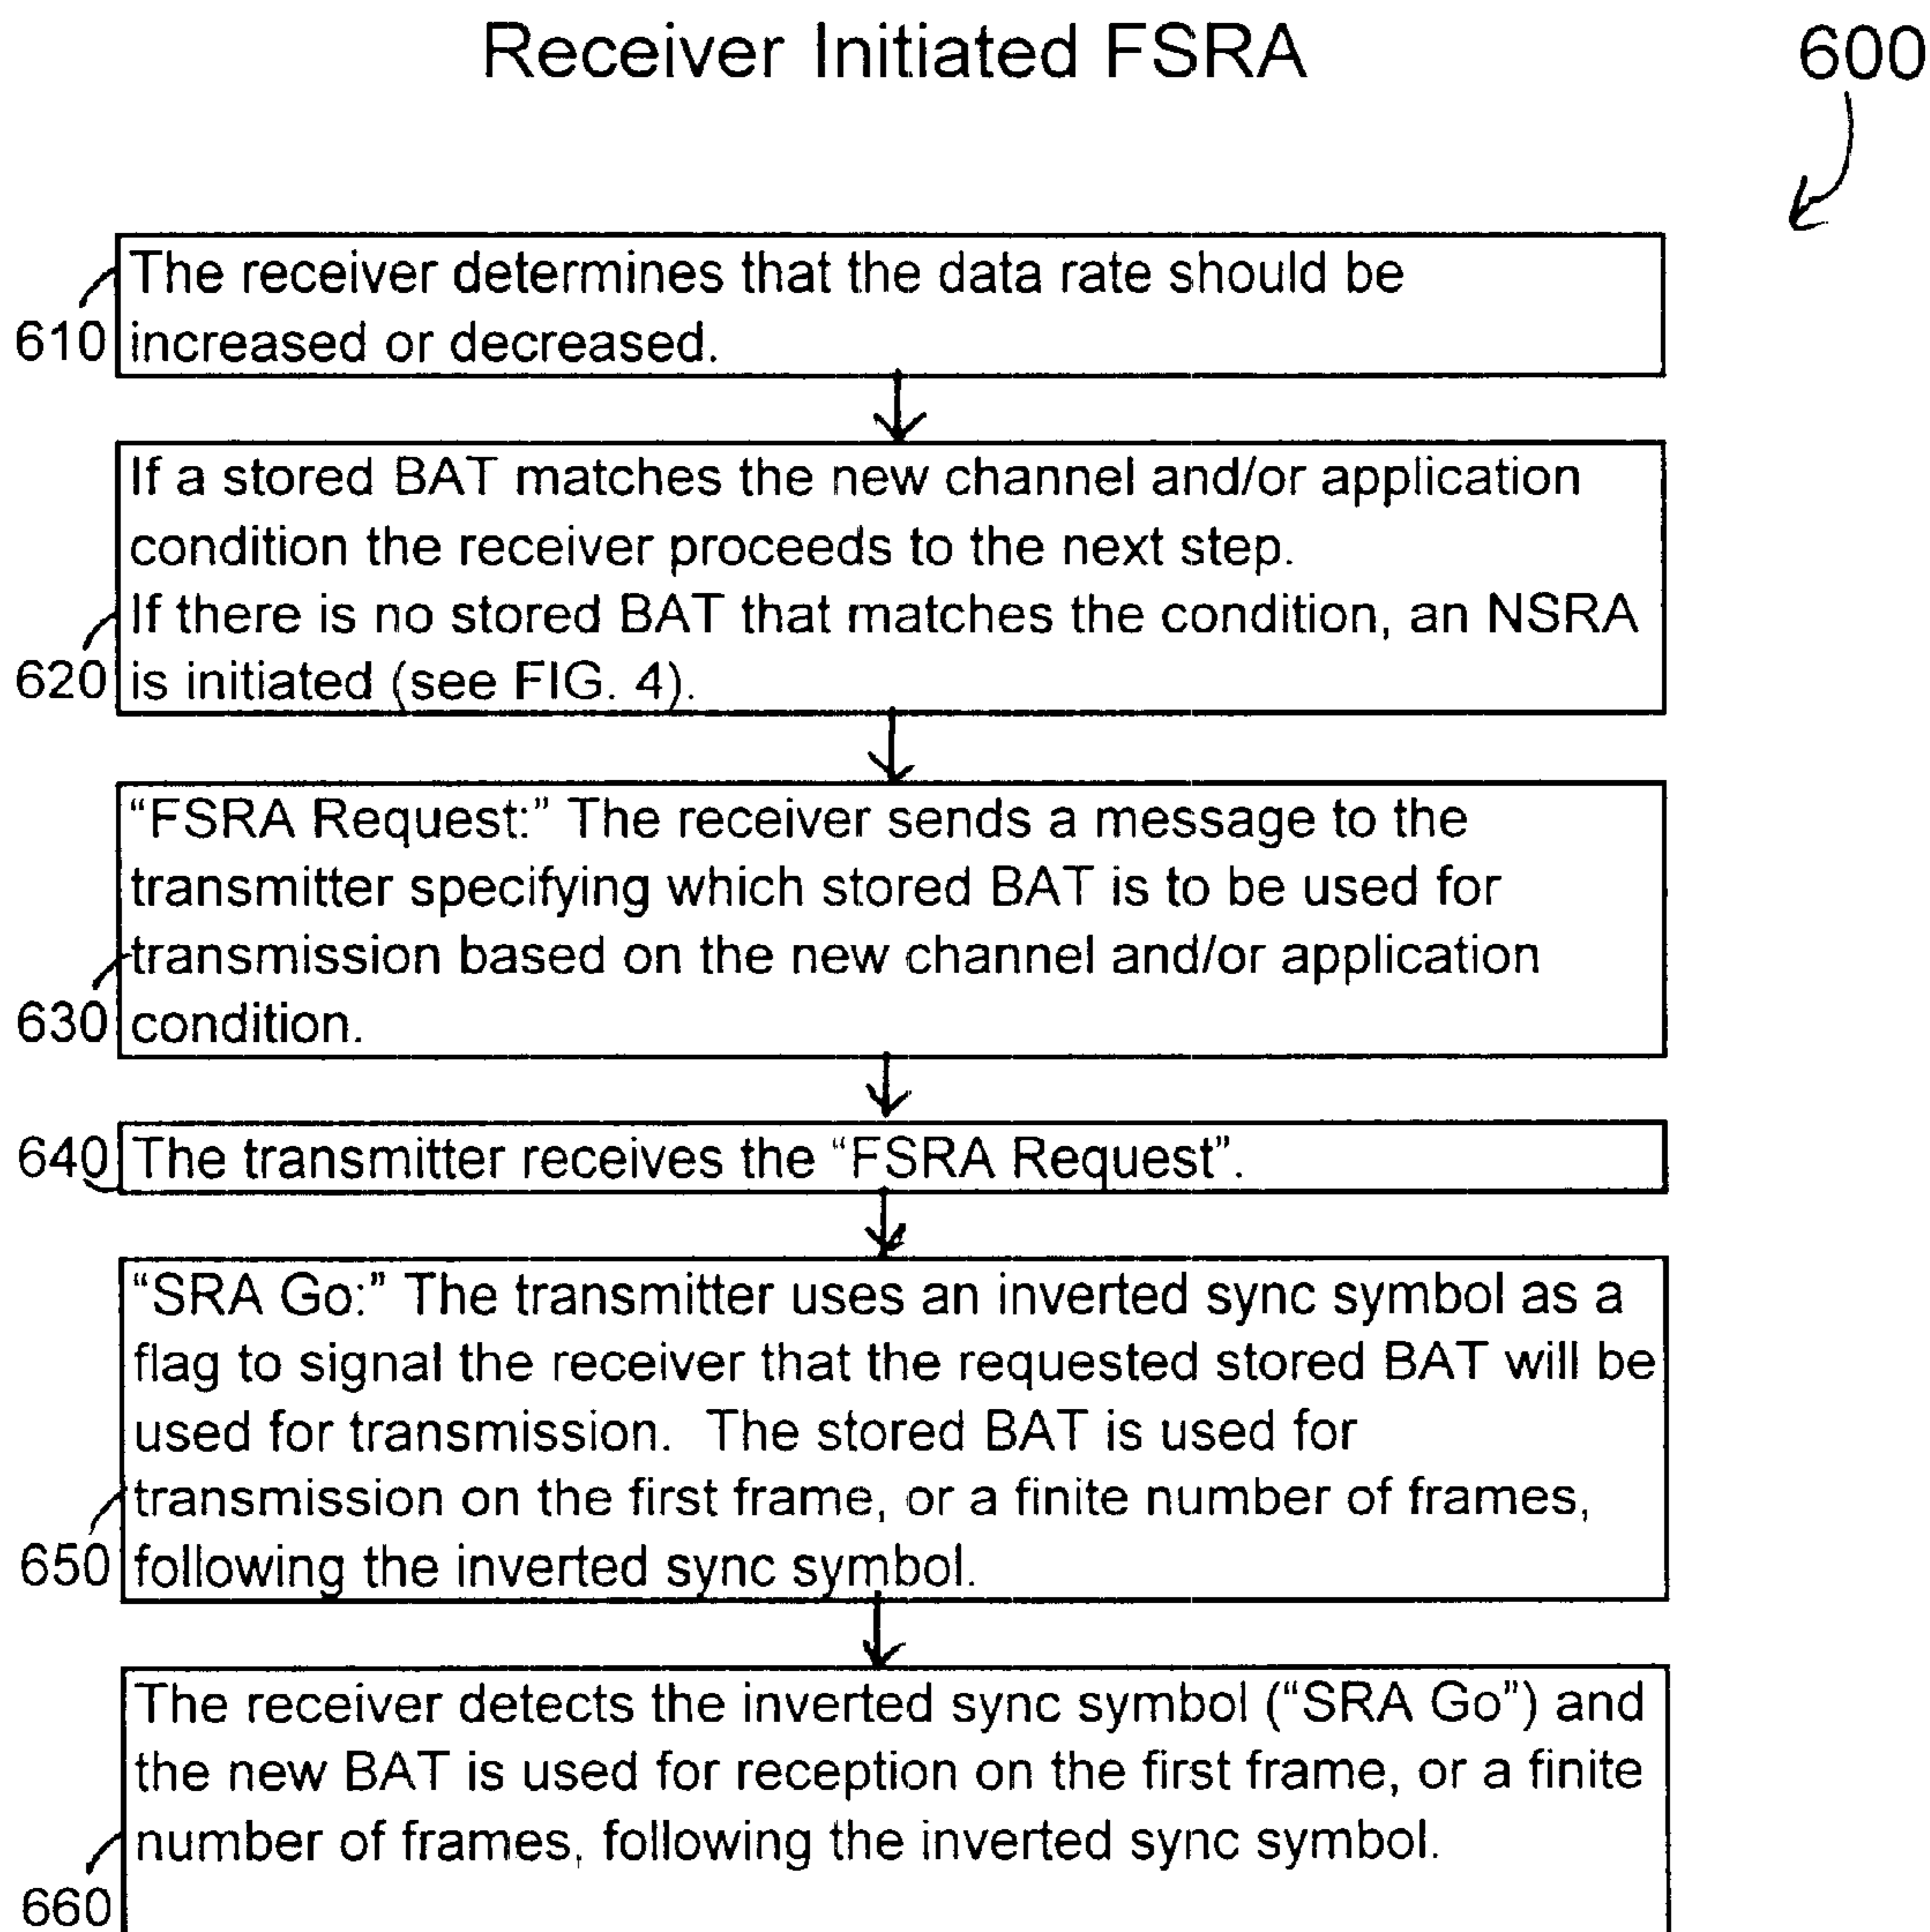 Receiver Initiated FSRA
600
The receiver determines that the data rate should be
610 increased or decreased.
If a stored BAT matches the new channel and/or application
condition the receiver proceeds to the next step.
If there is no stored BAT that matches the condition, an NSRA
620 is initiated (see FIG. 4).
“FSRA Request:” The receiver sends a message to the
transmitter specifying which stored BAT is to be used for
transmission based on the new channel and/or application
630 condition.
640 The transmitter receives the “FSRA Request”.
“SRA Go:” The transmitter uses an inverted sync symbol as a
flag to signal the receiver that the requested stored BAT will be
used for transmission. The stored BAT is used for
transmission on the first frame, or a finite number of frames,
650 following the inverted sync symbol.
The receiver detects the inverted sync symbol (“SRA Go”) and
the new BAT is used for reception on the first frame, or a finite
number of frames, following the inverted sync symbol.
660